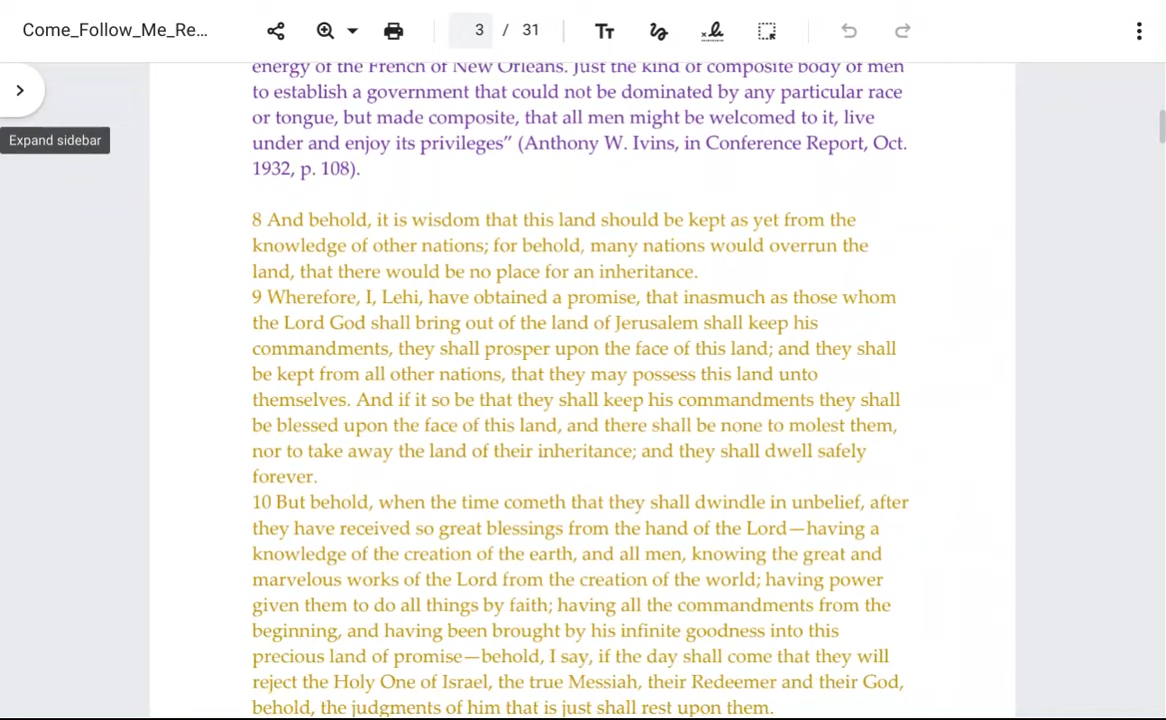 Come_Follow_Me_Re...
3 / 31
Expand sidebar
energy of the French of New Orleans. Just the kind of composite body of men
to establish a government that could not be dominated by any particular race
or tongue, but made composite, that all men might be welcomed to it, live
under and enjoy its privileges” (Anthony W. Ivins, in Conference Report, Oct.
1932, p. 108).
8 And behold, it is wisdom that this land should be kept as yet from the
knowledge of other nations; for behold, many nations would overrun the
land, that there would be no place for an inheritance.
9 Wherefore, I, Lehi, have obtained a promise, that inasmuch as those whom
the Lord God shall bring out of the land of Jerusalem shall keep his
commandments, they shall prosper upon the face of this land; and they shall
be kept from all other nations, that they may possess this land unto
themselves. And if it so be that they shall keep his commandments they shall
be blessed upon the face of this land, and there shall be none to molest them,
nor to take away the land of their inheritance; and they shall dwell safely
forever.
10 But behold, when the time cometh that they shall dwindle in unbelief, after
they have received so great blessings from the hand of the Lord—having a
knowledge of the creation of the earth, and all men, knowing the great and
marvelous works of the Lord from the creation of the world; having power
given them to do all things by faith; having all the commandments from the
beginning, and having been brought by his infinite goodness into this
precious land of promise—behold, I say, if the day shall come that they will
reject the Holy One of Israel, the true Messiah, their Redeemer and their God,
behold, the judgments of him that is just shall rest upon them.